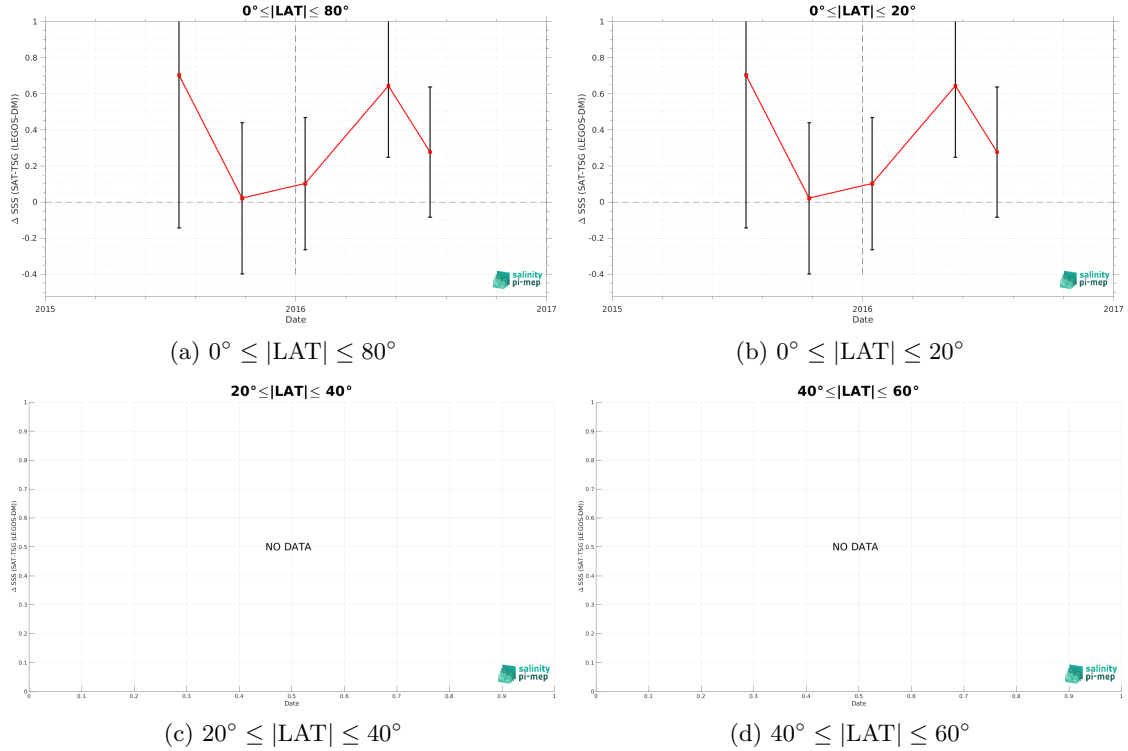 0°≤|LAT|≤ 80°
Δ SSS (SAT-TSG (LEGOS-DM))
1
0.8
0.6
0.4
0.2
0
-0.2
-0.4
2015
2016
2017
Date
salinity
pi-mep
(a) 0° ≤ |LAT| ≤ 80°
0°≤|LAT|≤ 20°
Δ SSS (SAT-TSG (LEGOS-DM))
1
0.8
0.6
0.4
0.2
0
-0.2
-0.4
2015
2016
2017
Date
salinity
pi-mep
(b) 0° ≤ |LAT| ≤ 20°
20°≤|LAT|≤ 40°
Δ SSS (SAT-TSG (LEGOS-DM))
1
0.9
0.8
0.7
0.6
0.5
0.4
0.3
0.2
0.1
0
NO DATA
0 0.1 0.2 0.3 0.4 0.5 0.6 0.7 0.8 0.9 1
Date
salinity
pi-mep
(c) 20° ≤ |LAT| ≤ 40°
40°≤|LAT|≤ 60°
Δ SSS (SAT-TSG (LEGOS-DM))
1
0.9
0.8
0.7
0.6
0.5
0.4
0.3
0.2
0.1
0
NO DATA
0 0.1 0.2 0.3 0.4 0.5 0.6 0.7 0.8 0.9 1
Date
salinity
pi-mep
(d) 40° ≤ |LAT| ≤ 60°